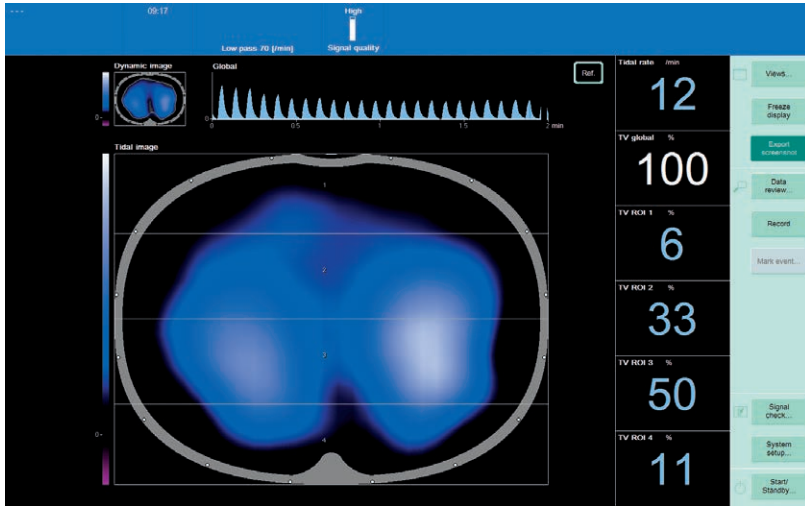 ---
09:17
High
Low pass 70 [/min]
Signal quality
Dynamic image
Global
Ref.
0-
0
0
0.5
1
1.5
2 min
Tidal image
0-
1
2
3
4
Tidal rate /min
12
TV global %
100
TV ROI 1 %
6
TV ROI 2 %
33
TV ROI 3 %
50
TV ROI 4 %
11
Views...
Freeze
display
Export
screenshot
Data
review...
Record
Mark event...
Signal
check...
System
setup...
Start/
Standby...